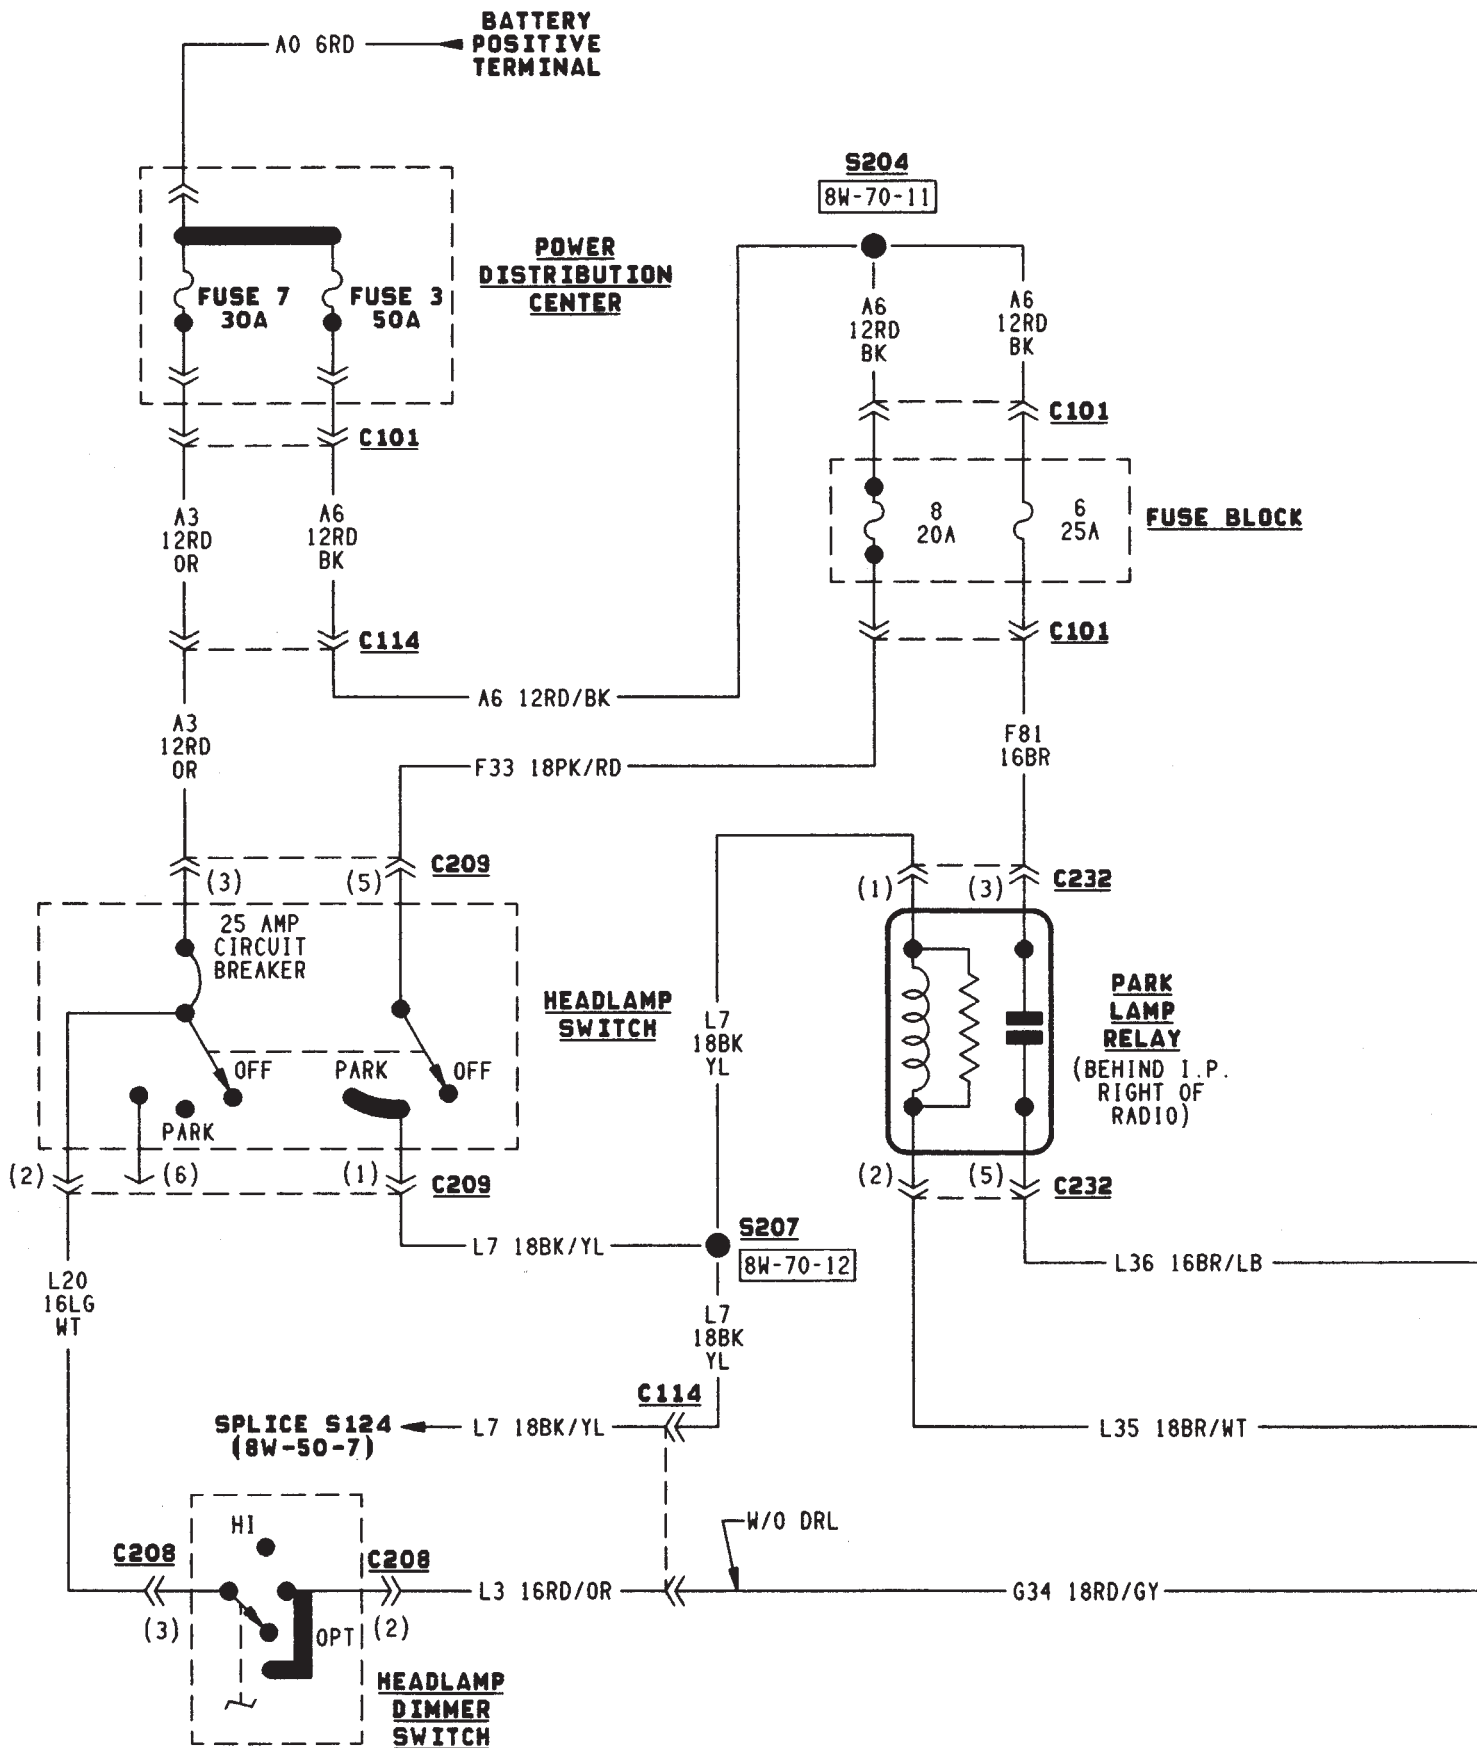 BATTERY
POSITIVE
TERMINAL
A0 6RD
S204
8W-70-11
POWER
DISTRIBUTION
CENTER
FUSE 7
30A
FUSE 3
50A
A6
12RD
BK
A6
12RD
BK
C101
C101
A3
12RD
OR
A6
12RD
BK
8
20A
6
25A
FUSE BLOCK
C114
C101
A6 12RD/BK
A3
12RD
OR
F33 18PK/RD
F81
16BR
(3)
(5)
C209
(1)
(3)
C232
25 AMP
CIRCUIT
BREAKER
HEADLAMP
SWITCH
OFF
PARK
OFF
PARK
L7
18BK
YL
PARK
LAMP
RELAY
(BEHIND I.P.
RIGHT OF
RADIO)
(2)
(6)
(1)
C209
(2)
(5)
C232
L7 18BK/YL
S207
8W-70-12
L36 16BR/LB
L20
16LG
WT
L7
18BK
YL
C114
SPLICE S124
(8W-50-7)
L7 18BK/YL
L35 18BR/WT
HI
W/O DRL
C208
C208
L3 16RD/OR
G34 18RD/GY
(3)
OPT
(2)
HEADLAMP
DIMMER
SWITCH